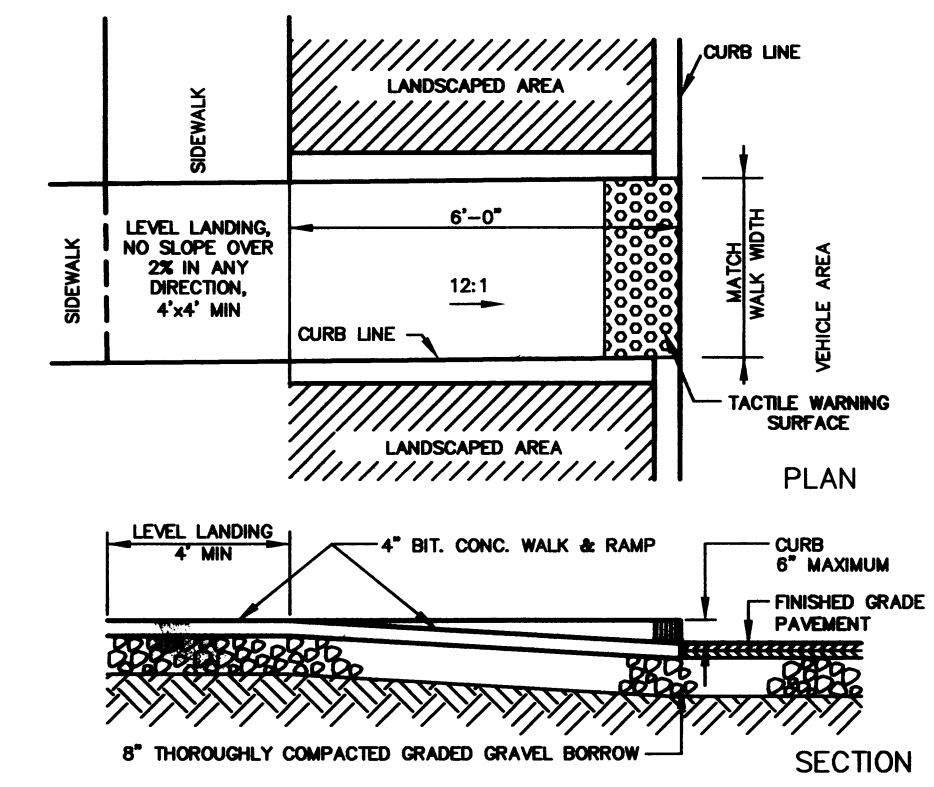 CURB LINE
LANDSCAPED AREA
SIDEWALK
6'-0"
LEVEL LANDING,
NO SLOPE OVER
2% IN ANY
DIRECTION,
4'x4' MIN
SIDEWALK
12:1
MATCH
WALK WIDTH
VEHICLE AREA
CURB LINE
TACTILE WARNING
SURFACE
LANDSCAPED AREA
PLAN
LEVEL LANDING
4' MIN
4" BIT. CONC. WALK & RAMP
CURB
6" MAXIMUM
FINISHED GRADE
PAVEMENT
8" THOROUGHLY COMPACTED GRADED GRAVEL BORROW
SECTION